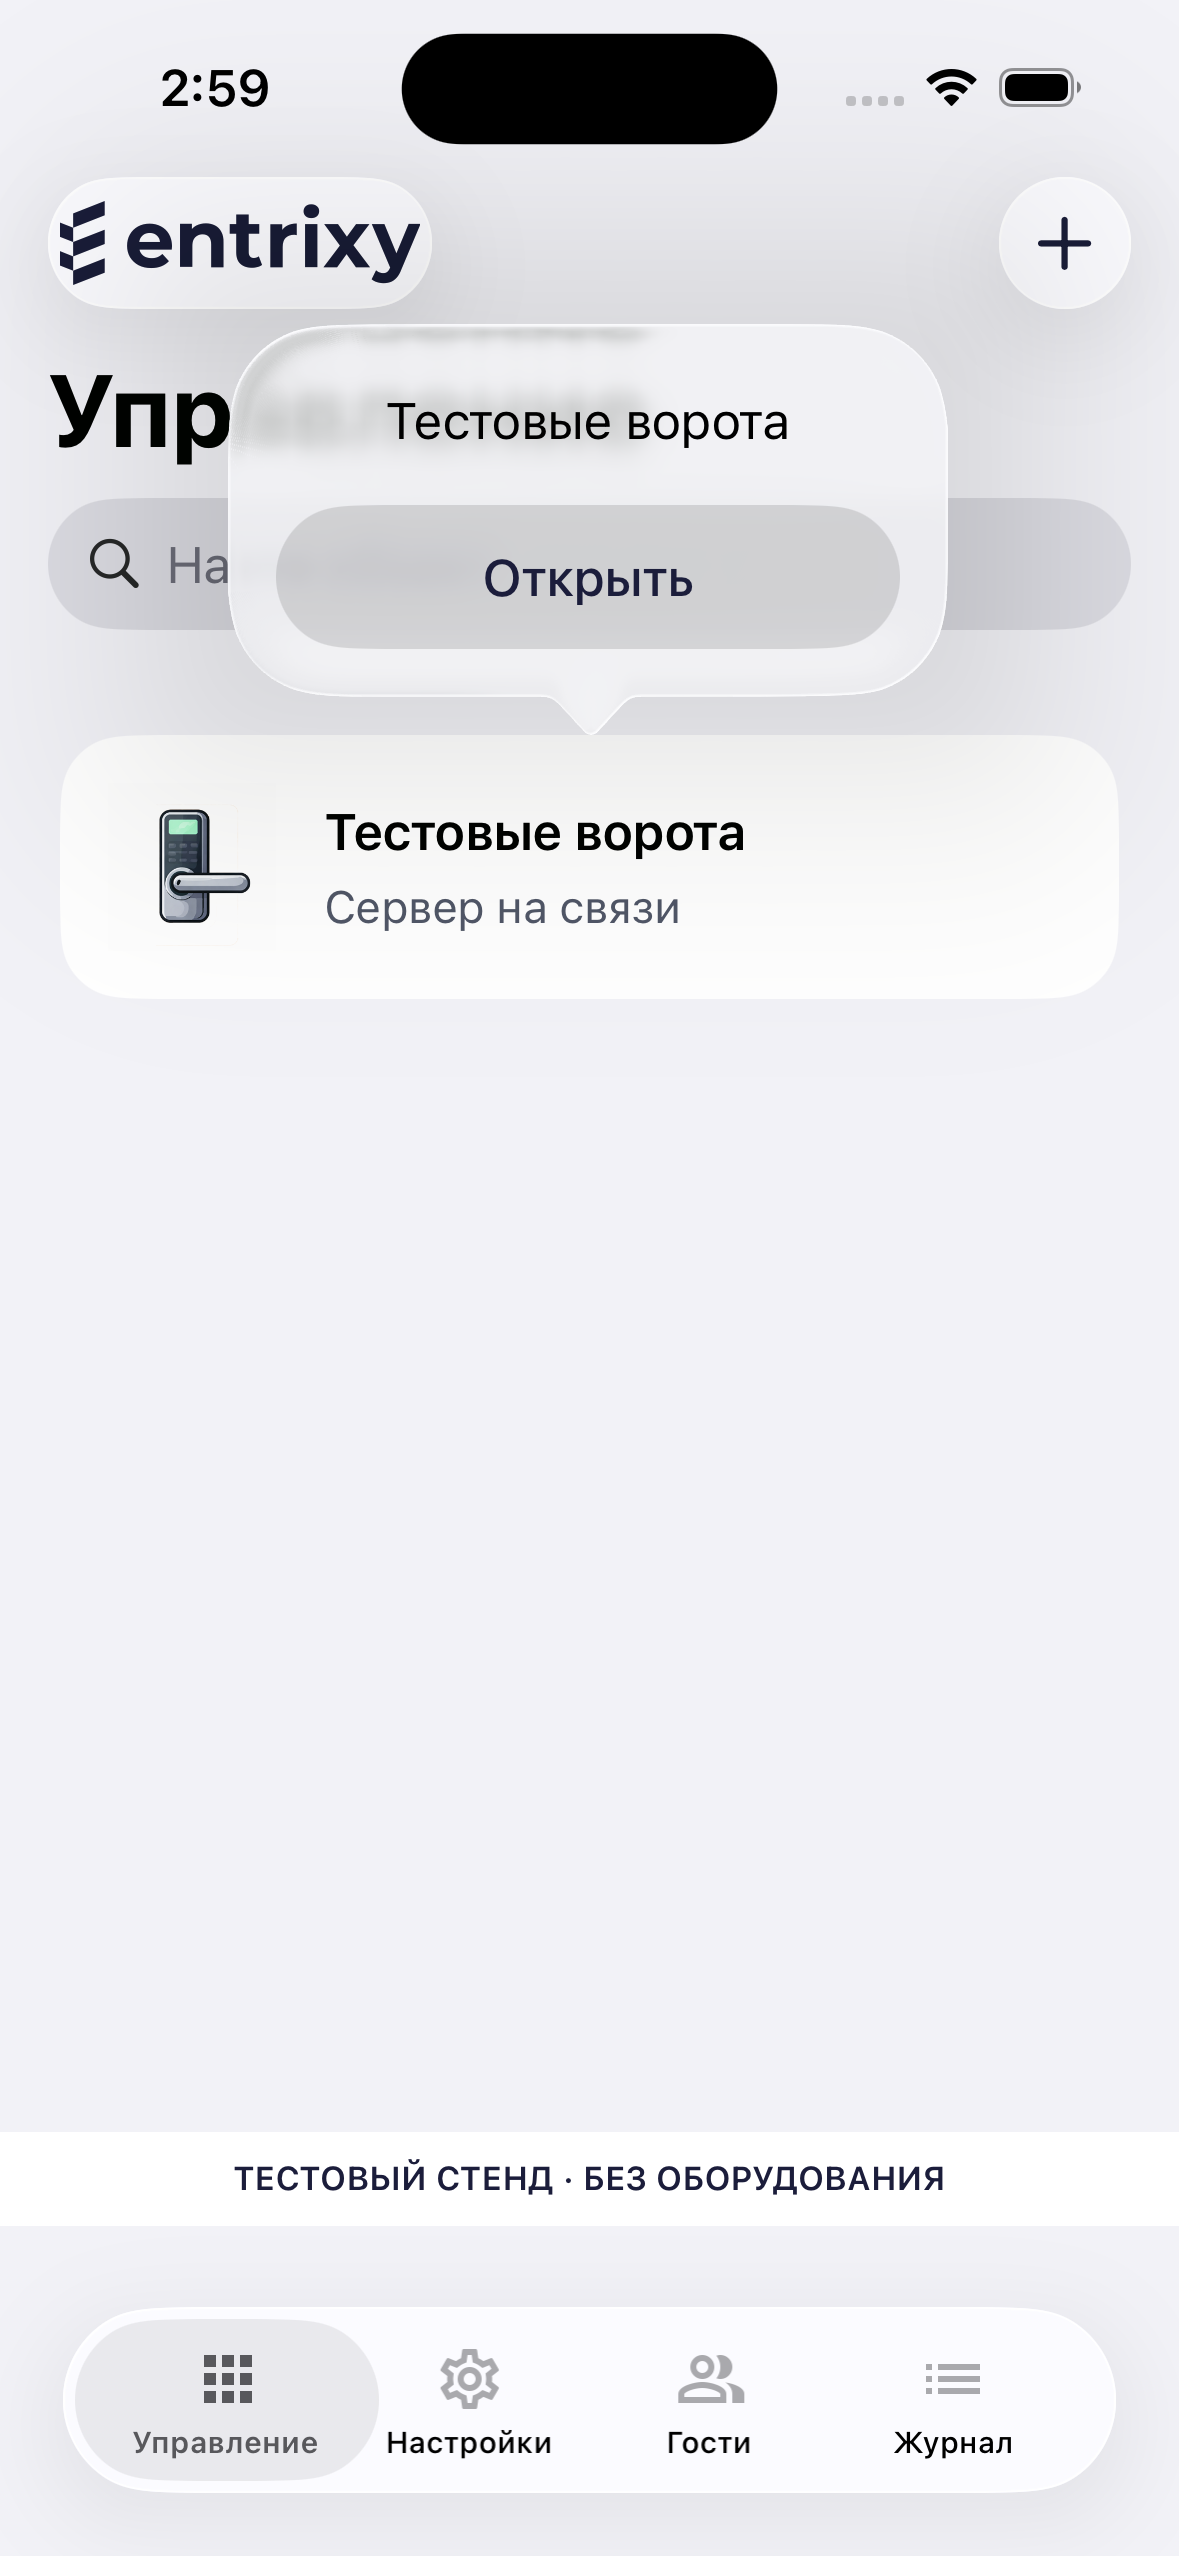 2:59
entrixy
Тестовые ворота
Открыть
Тестовые ворота
Сервер на связи
ТЕСТОВЫЙ СТЕНД · БЕЗ ОБОРУДОВАНИЯ
Управление
Настройки
Гости
Журнал